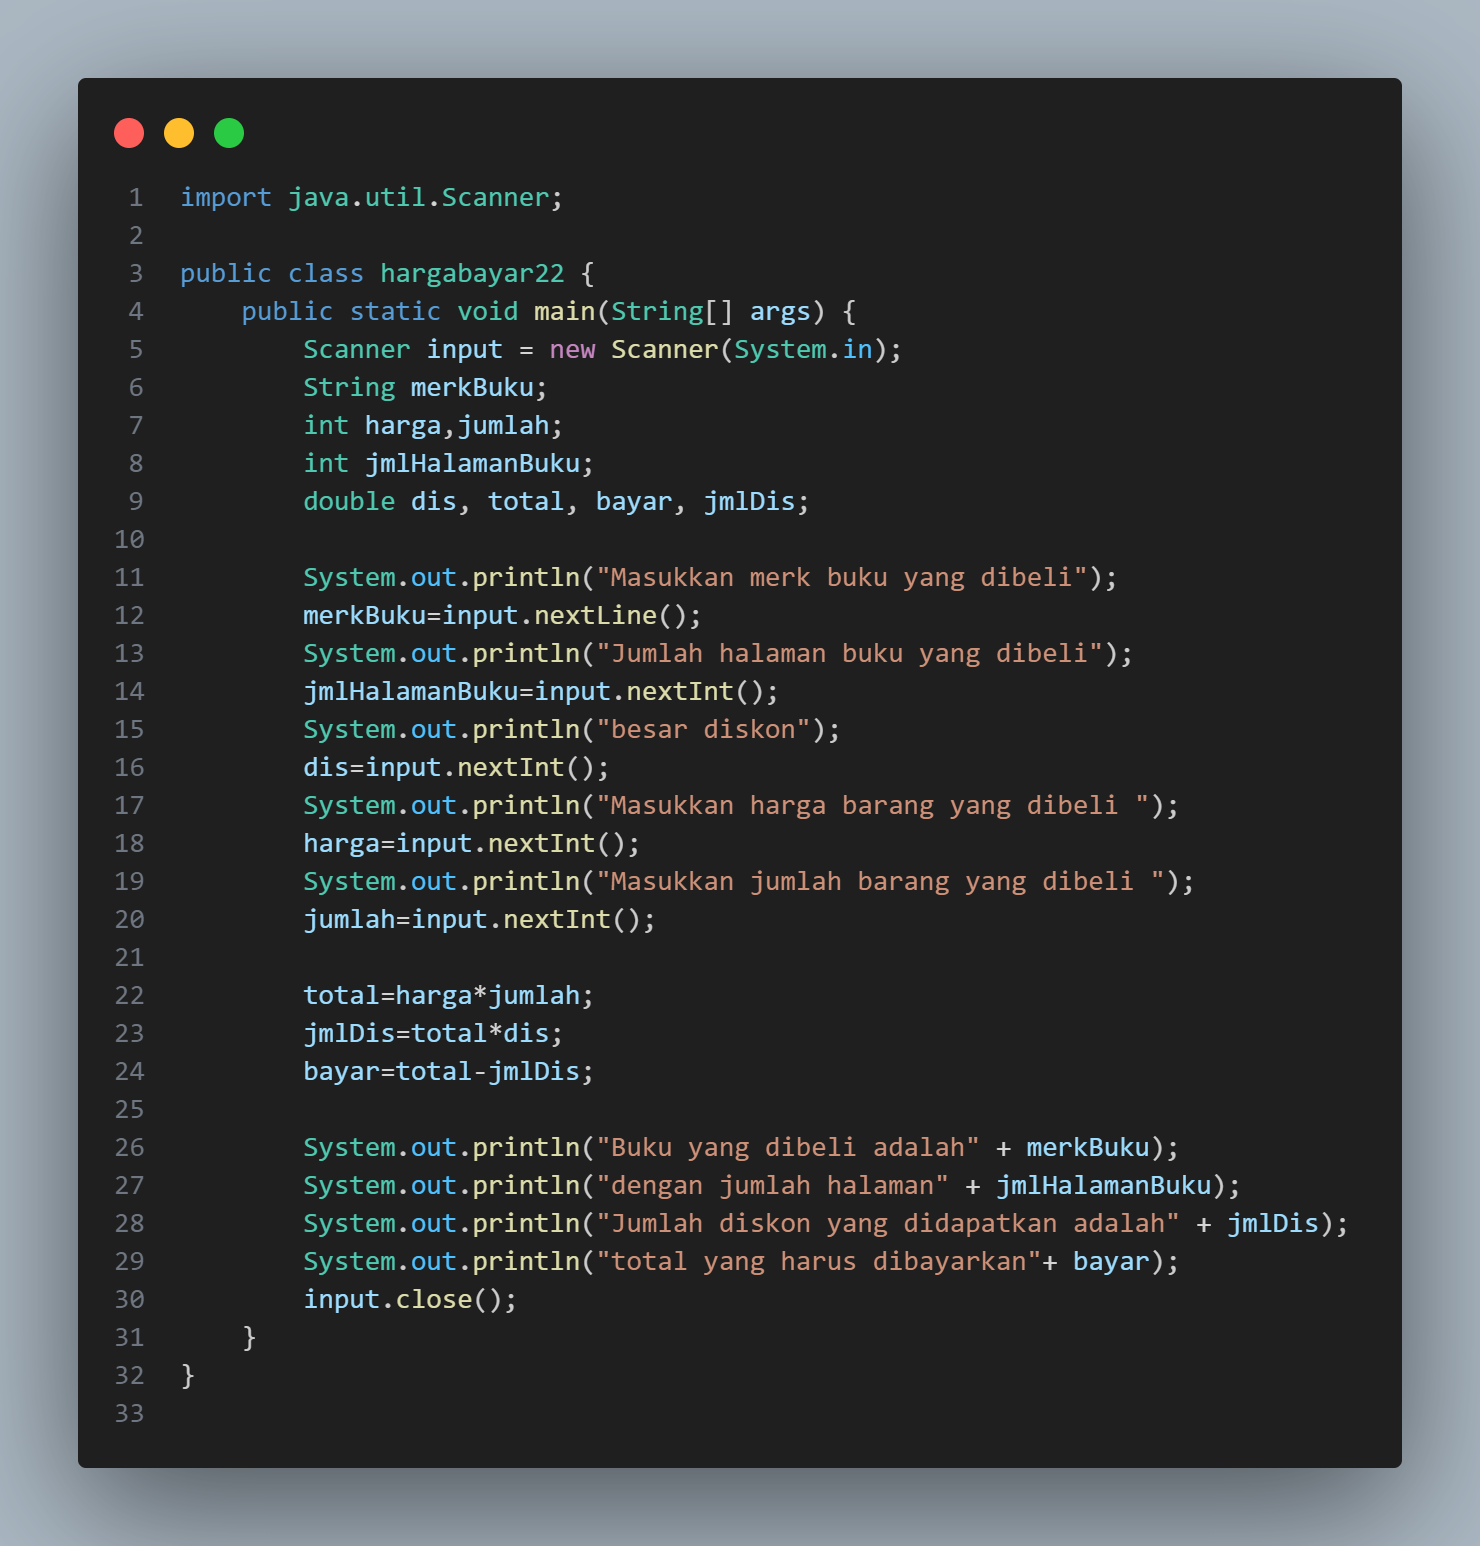 1 import java.util.Scanner;
2
3 public class hargabayar22 {
4     public static void main(String[] args) {
5         Scanner input = new Scanner(System.in);
6         String merkBuku;
7         int harga,jumlah;
8         int jmlHalamanBuku;
9         double dis, total, bayar, jmlDis;
10
11         System.out.println("Masukkan merk buku yang dibeli");
12         merkBuku=input.nextLine();
13         System.out.println("Jumlah halaman buku yang dibeli");
14         jmlHalamanBuku=input.nextInt();
15         System.out.println("besar diskon");
16         dis=input.nextInt();
17         System.out.println("Masukkan harga barang yang dibeli ");
18         harga=input.nextInt();
19         System.out.println("Masukkan jumlah barang yang dibeli ");
20         jumlah=input.nextInt();
21
22         total=harga*jumlah;
23         jmlDis=total*dis;
24         bayar=total-jmlDis;
25
26         System.out.println("Buku yang dibeli adalah" + merkBuku);
27         System.out.println("dengan jumlah halaman" + jmlHalamanBuku);
28         System.out.println("Jumlah diskon yang didapatkan adalah" + jmlDis);
29         System.out.println("total yang harus dibayarkan"+ bayar);
30         input.close();
31     }
32 }
33